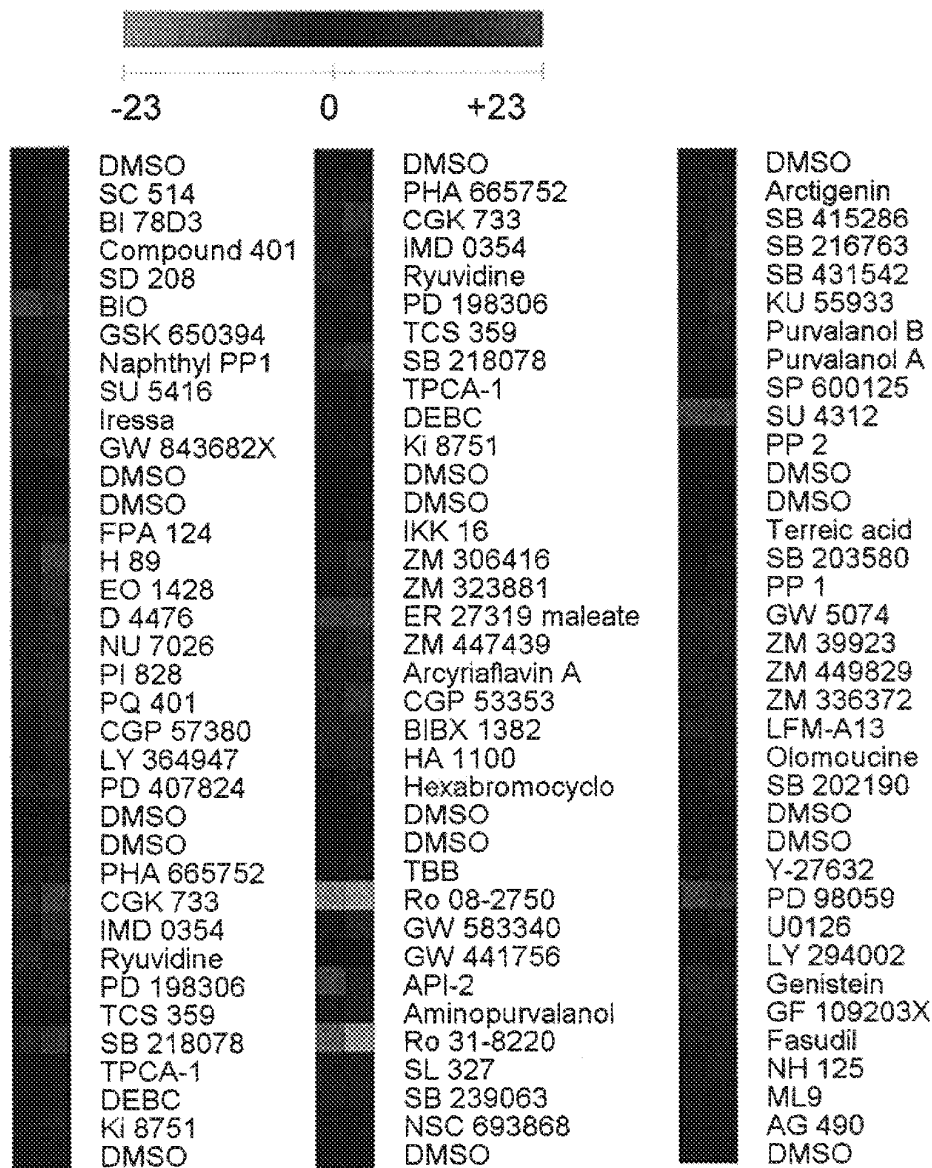 -23 0 +23
DMSO
SC 514
BI 78D3
Compound 401
SD 208
BIO
GSK 650394
Naphthyl PP1
SU 5416
Iressa
GW 843682X
DMSO
DMSO
FPA 124
H 89
EO 1428
D 4476
NU 7026
PI 828
PQ 401
CGP 57380
LY 364947
PD 407824
DMSO
DMSO
PHA 665752
CGK 733
IMD 0354
Ryuvidine
PD 198306
TCS 359
SB 218078
TPCA-1
DEBC
Ki 8751
DMSO
DMSO
PHA 665752
CGK 733
IMD 0354
Ryuvidine
PD 198306
TCS 359
SB 218078
TPCA-1
DEBC
Ki 8751
DMSO
DMSO
IKK 16
ZM 306416
ZM 323881
ER 27319 maleate
ZM 447439
Arcyriaflavin A
CGP 53353
BIBX 1382
HA 1100
Hexabromocyclo
DMSO
DMSO
TBB
Ro 08-2750
GW 583340
GW 441756
API-2
Aminopurvalanol
Ro 31-8220
SL 327
SB 239063
NSC 693868
DMSO
DMSO
Arctigenin
SB 415286
SB 216763
SB 431542
KU 55933
Purvalanol B
Purvalanol A
SP 600125
SU 4312
PP 2
DMSO
DMSO
Terreic acid
SB 203580
PP 1
GW 5074
ZM 39923
ZM 449829
ZM 336372
LFM-A13
Olomoucine
SB 202190
DMSO
DMSO
Y-27632
PD 98059
U0126
LY 294002
Genistein
GF 109203X
Fasudil
NH 125
ML9
AG 490
DMSO